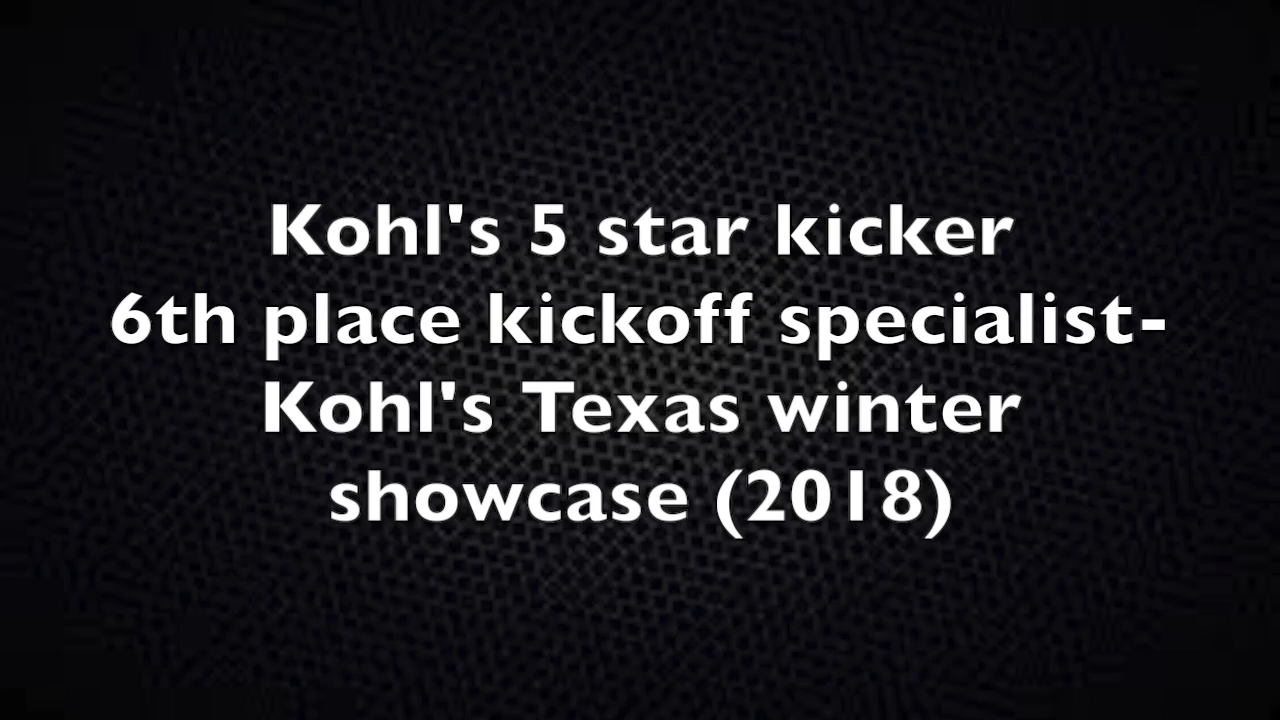 Kohl's 5 star kicker
6th place kickoff specialist-
Kohl's Texas winter
showcase (2018)